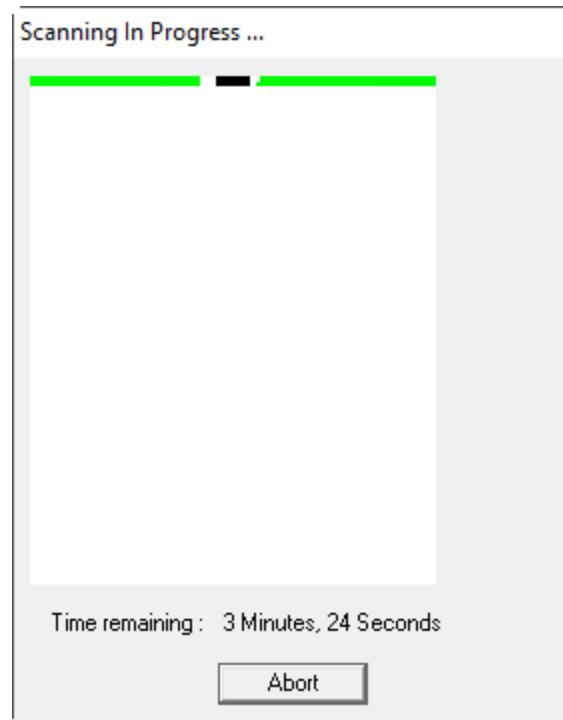 Scanning In Progress ...
Time remaining : 3 Minutes, 24 Seconds
Abort